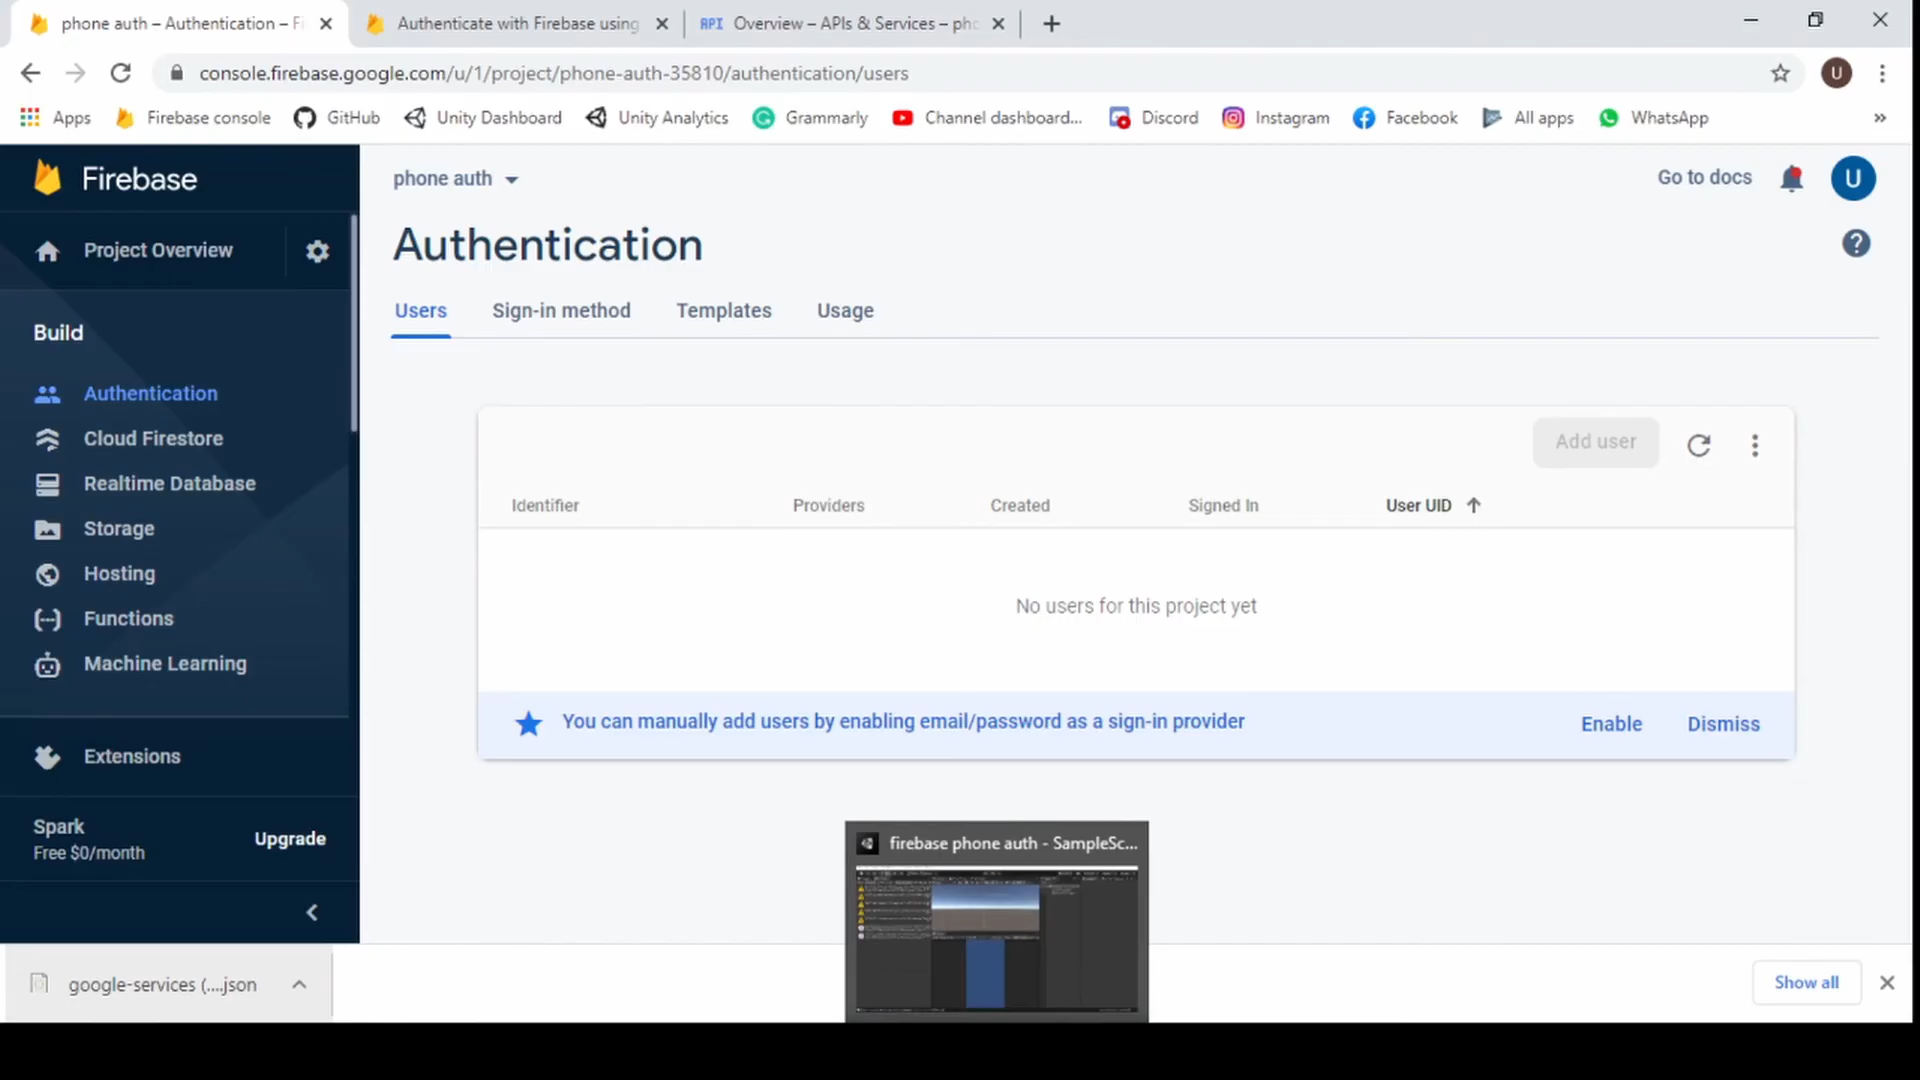 phone auth – Authentication – Fi
Authenticate with Firebase using
API Overview – APIs & Services – pho
console.firebase.google.com/u/1/project/phone-auth-35810/authentication/users
U
Apps
Firebase console
GitHub
Unity Dashboard
Unity Analytics
Grammarly
Channel dashboard...
Discord
Instagram
Facebook
All apps
WhatsApp
»
Firebase
phone auth
Go to docs
U
Project Overview
Authentication
Users
Sign-in method
Templates
Usage
Build
Authentication
Cloud Firestore
Realtime Database
Storage
Hosting
Functions
Machine Learning
Extensions
Spark
Free $0/month
Upgrade
Add user
Identifier
Providers
Created
Signed In
User UID
No users for this project yet
You can manually add users by enabling email/password as a sign-in provider
Enable
Dismiss
firebase phone auth - SampleSc...
google-services (....json
Show all